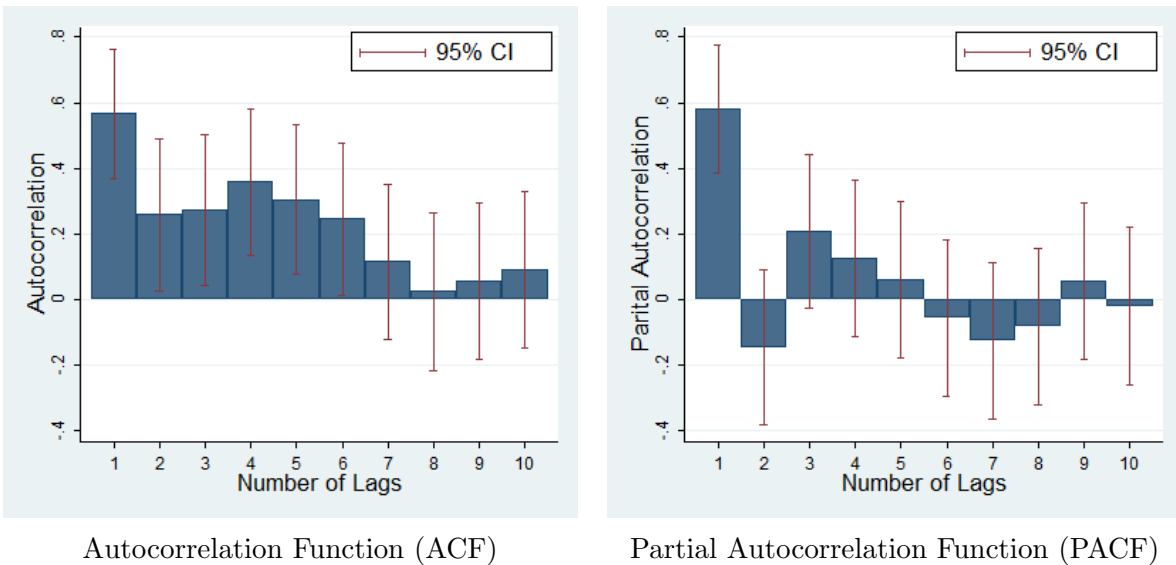 95% CI
Autocorrelation
.8
.6
.4
.2
0
-.2
-.4
1 2 3 4 5 6 7 8 9 10
Number of Lags
Autocorrelation Function (ACF)
95% CI
Parital Autocorrelation
.8
.6
.4
.2
0
-.2
-.4
1 2 3 4 5 6 7 8 9 10
Number of Lags
Partial Autocorrelation Function (PACF)